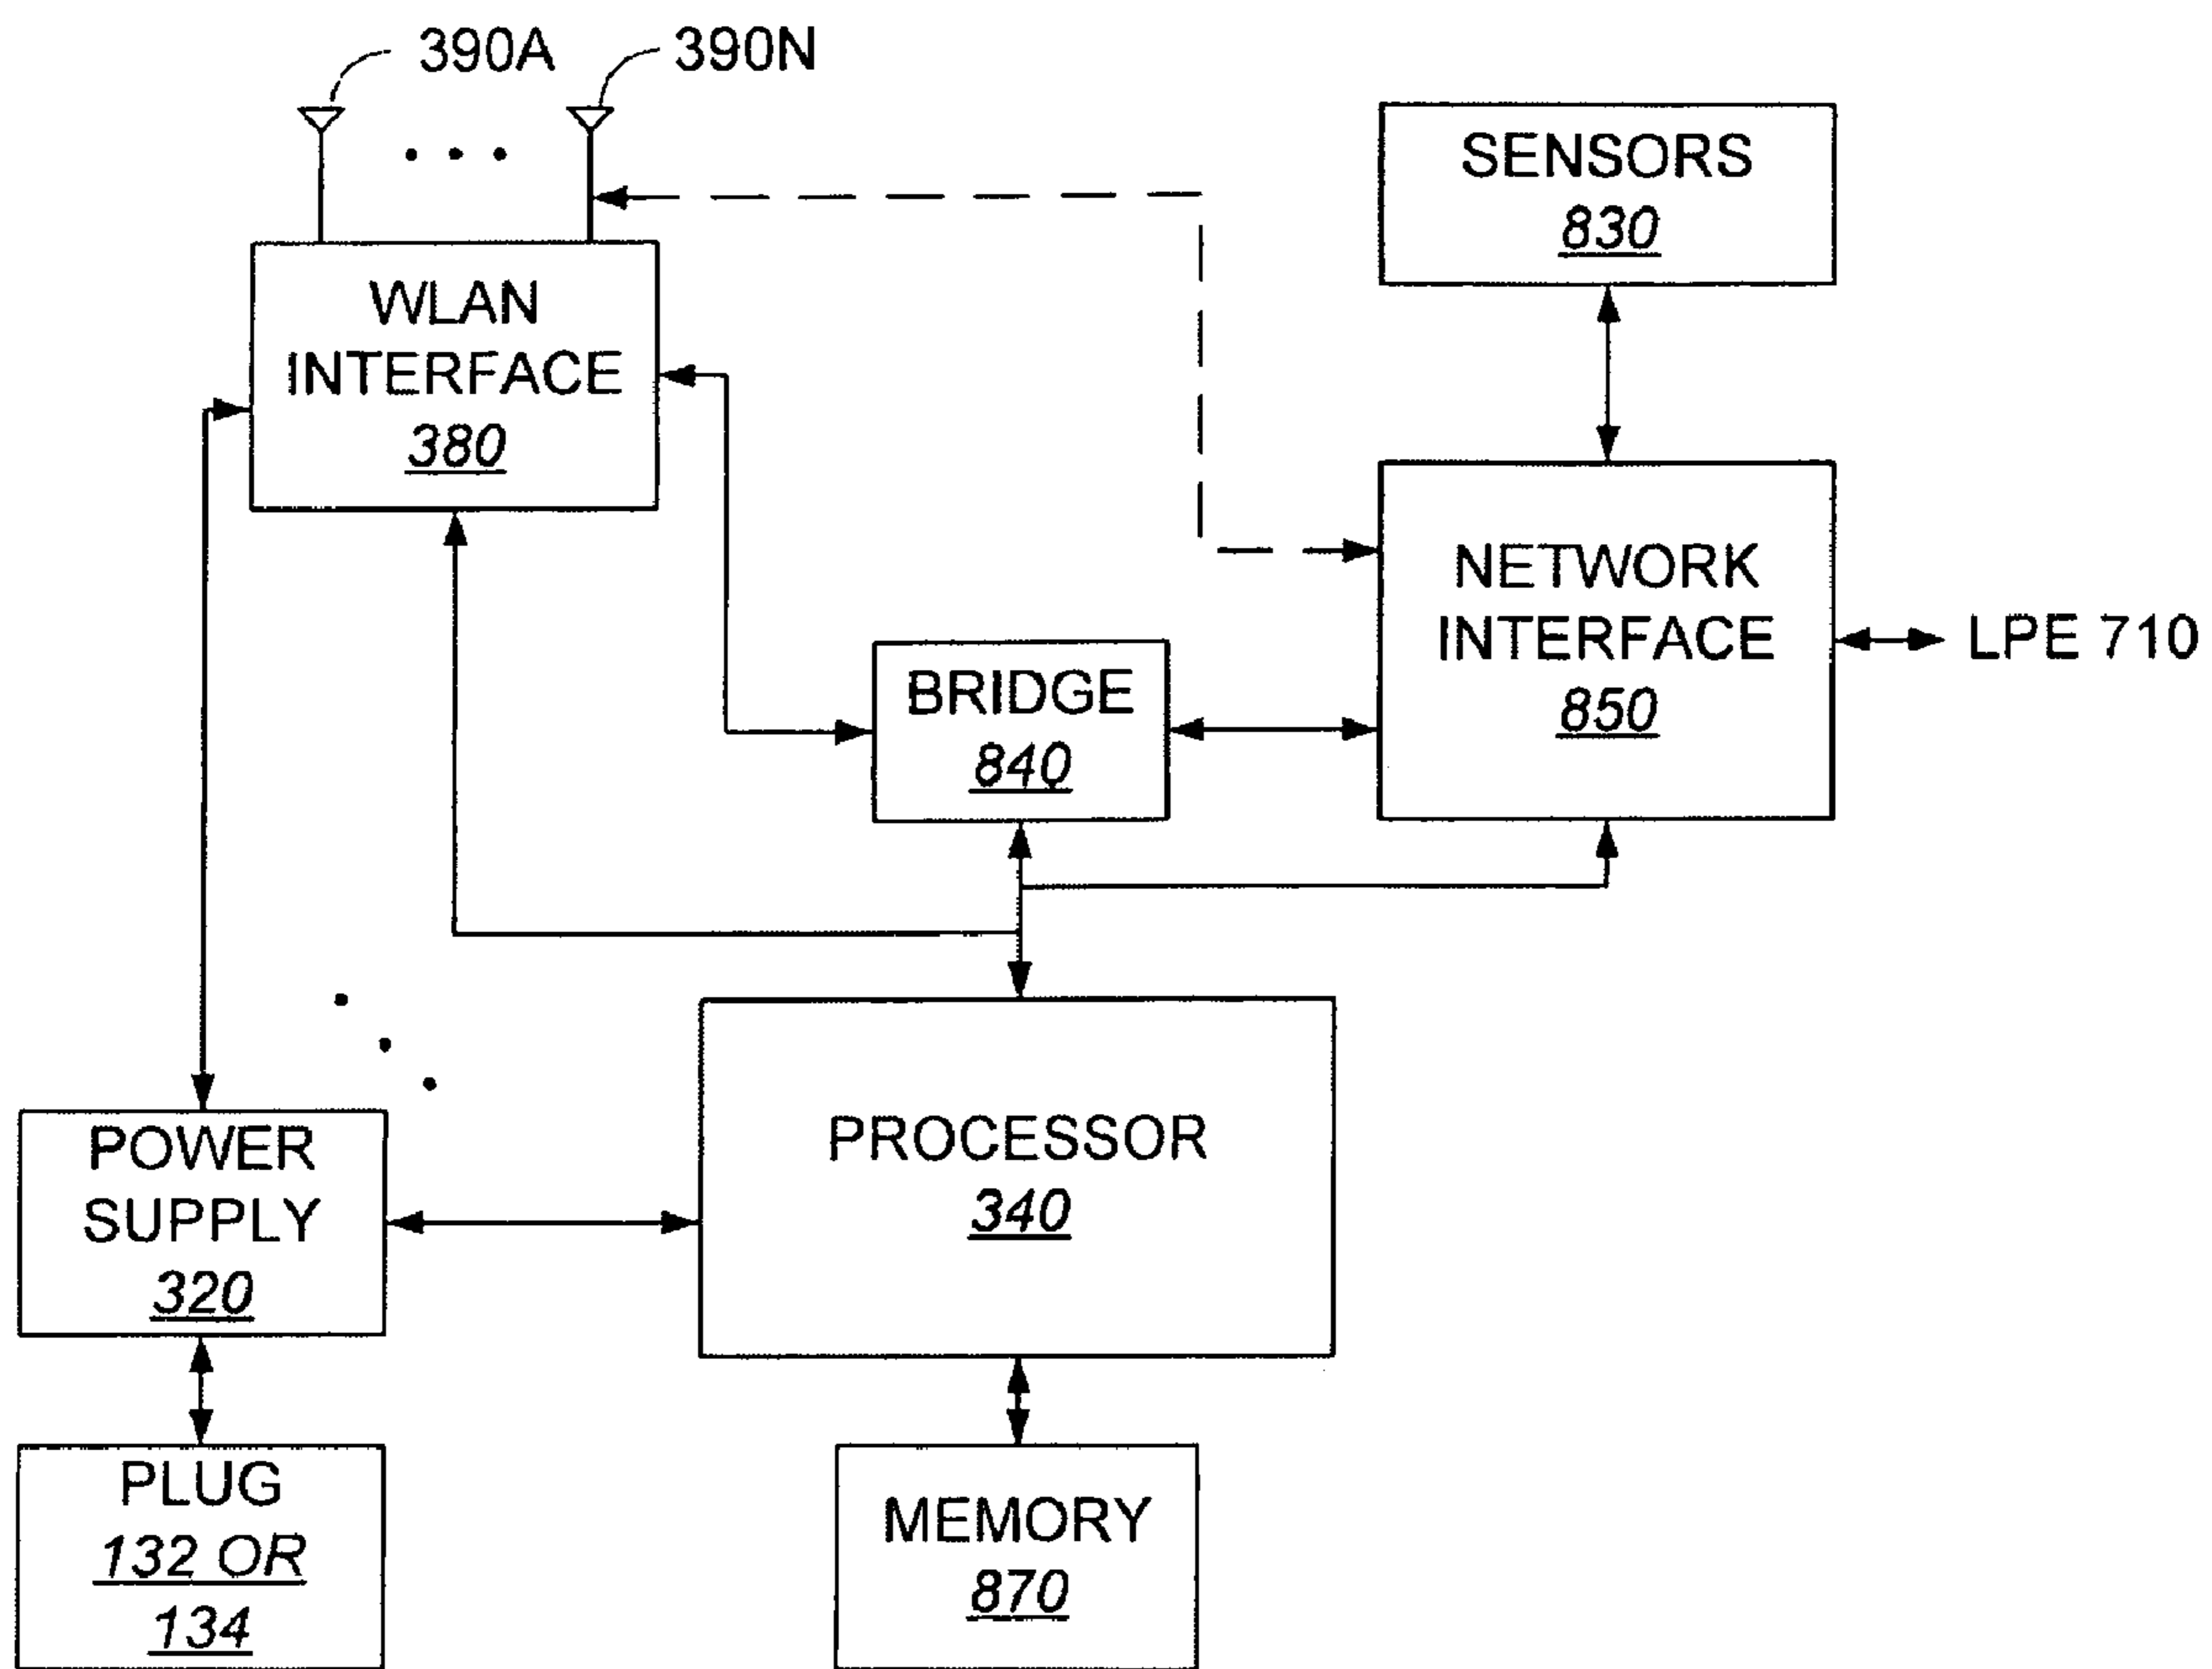 390A
390N
SENSORS
830
WLAN
INTERFACE
380
NETWORK
INTERFACE
850
LPE 710
BRIDGE
840
POWER
SUPPLY
320
PROCESSOR
340
PLUG
132 OR
134
MEMORY
870